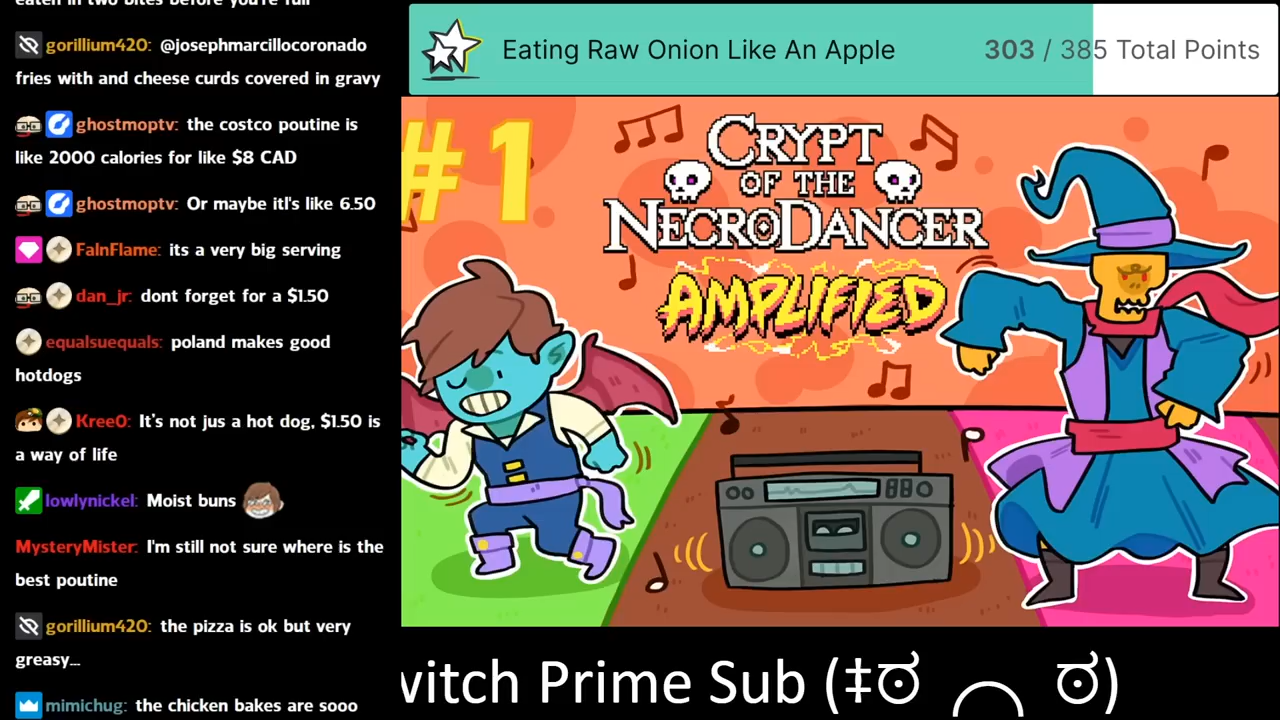 eaten in two bites before you're full
gorillium420: @josephmarcillocoronado
fries with and cheese curds covered in gravy
ghostmoptv: the costco poutine is
like 2000 calories for like $8 CAD
ghostmoptv: Or maybe itl's like 6.50
FalnFlame: its a very big serving
dan_jr: dont forget for a $1.50
equalsuequals: poland makes good
hotdogs
KreeO: It's not jus a hot dog, $1.50 is
a way of life
lowlynickel: Moist buns
MysteryMister: I'm still not sure where is the
best poutine
gorillium420: the pizza is ok but very
greasy...
mimichug: the chicken bakes are sooo
Eating Raw Onion Like An Apple
303 / 385 Total Points
#1
CRYPT
OF THE
NECRODANCER
AMPLIFIED
witch Prime Sub (‡ಠ ⁔ ಠ)